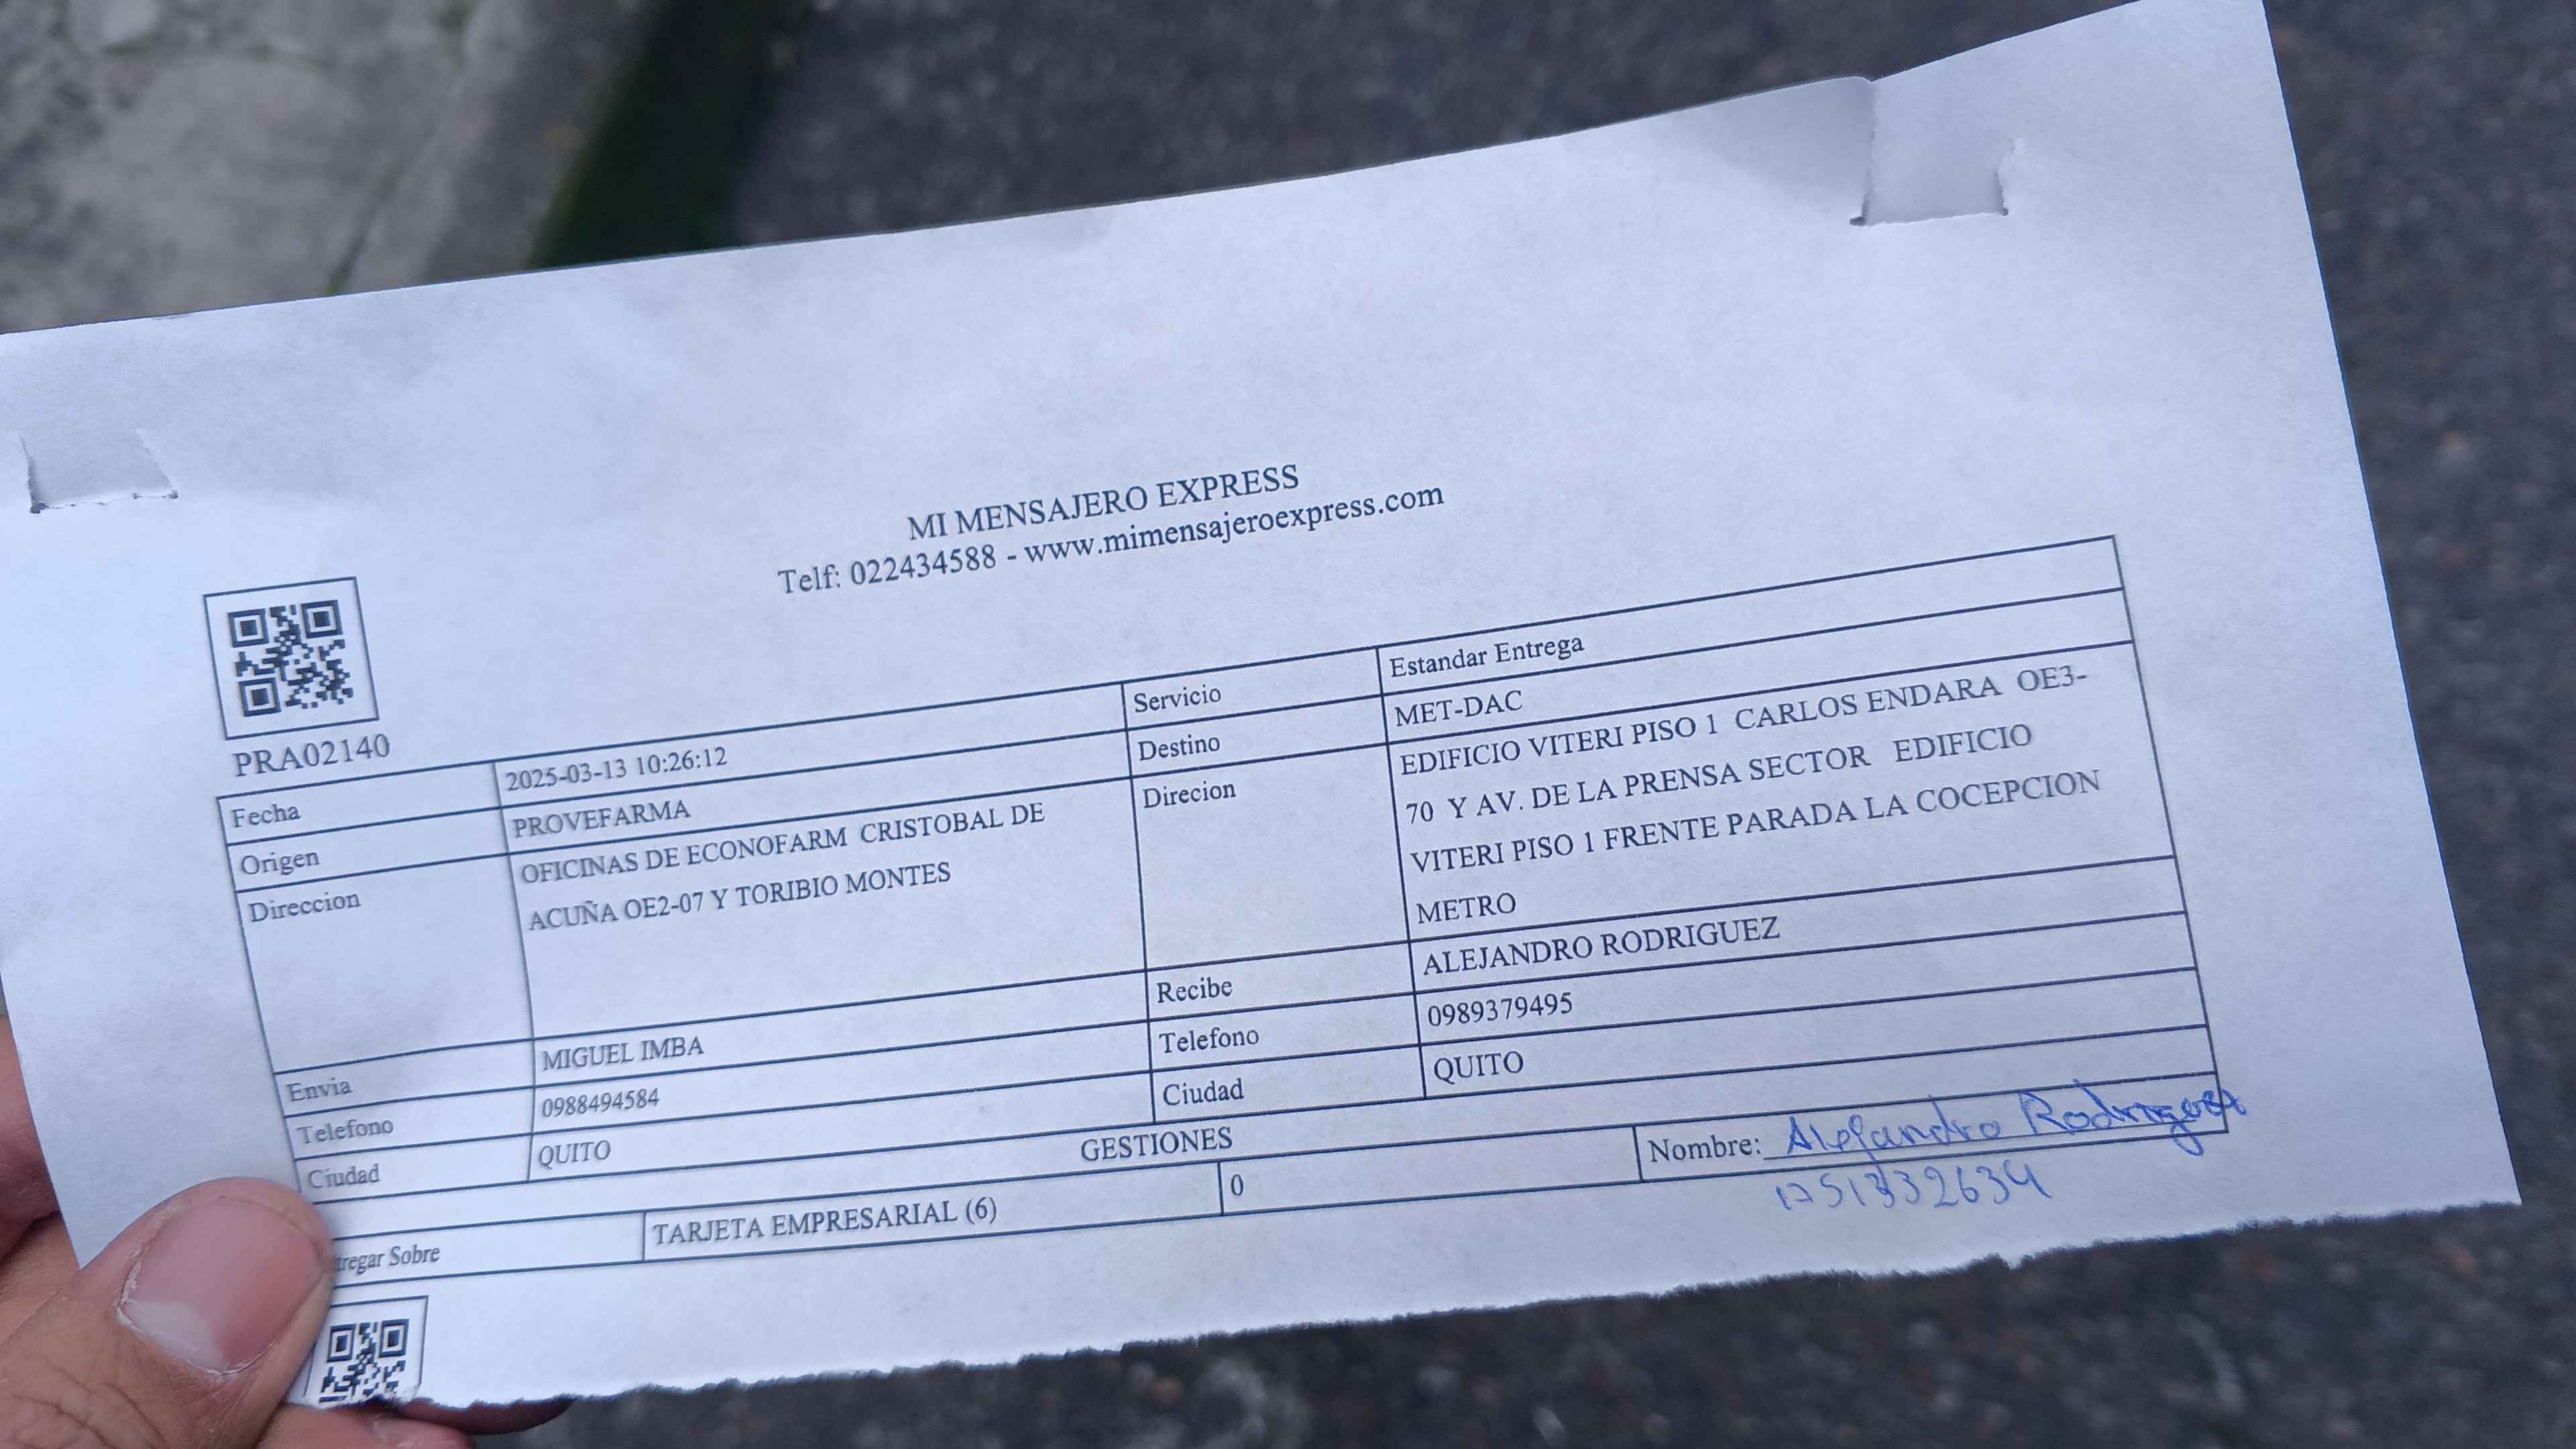 MI MENSAJERO EXPRESS
Telf: 022434588 - www.mimensajeroexpress.com
PRA02140
Fecha 2025-03-13 10:26:12
Origen PROVEFARMA
Direccion OFICINAS DE ECONOFARM CRISTOBAL DE
ACUÑA OE2-07 Y TORIBIO MONTES
Envia MIGUEL IMBA
Telefono 0988494584
Ciudad QUITO
Servicio Estandar Entrega
Destino MET-DAC
Direcion EDIFICIO VITERI PISO 1 CARLOS ENDARA OE3-
70 Y AV. DE LA PRENSA SECTOR EDIFICIO
VITERI PISO 1 FRENTE PARADA LA COCEPCION
METRO
Recibe ALEJANDRO RODRIGUEZ
Telefono 0989379495
Ciudad QUITO
GESTIONES
tregar Sobre TARJETA EMPRESARIAL (6) 0 Nombre: Alejandro Rodriguez
1751332634